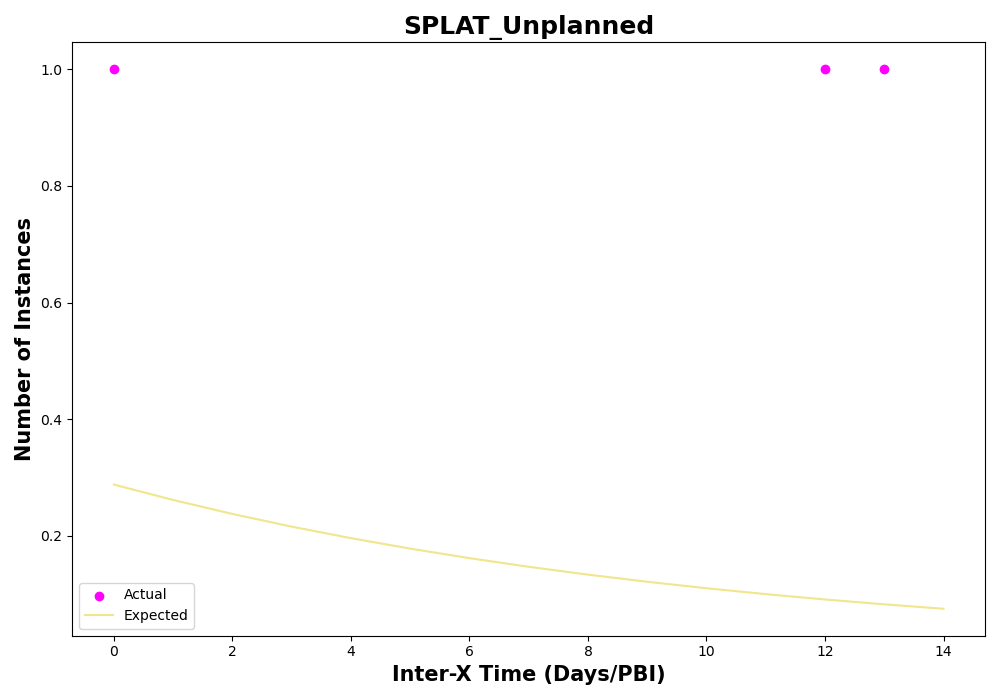 SPLAT_Unplanned
Number of Instances
1.0
0.8
0.6
0.4
0.2
Actual
Expected
0 2 4 6 8 10 12 14
Inter-X Time (Days/PBI)